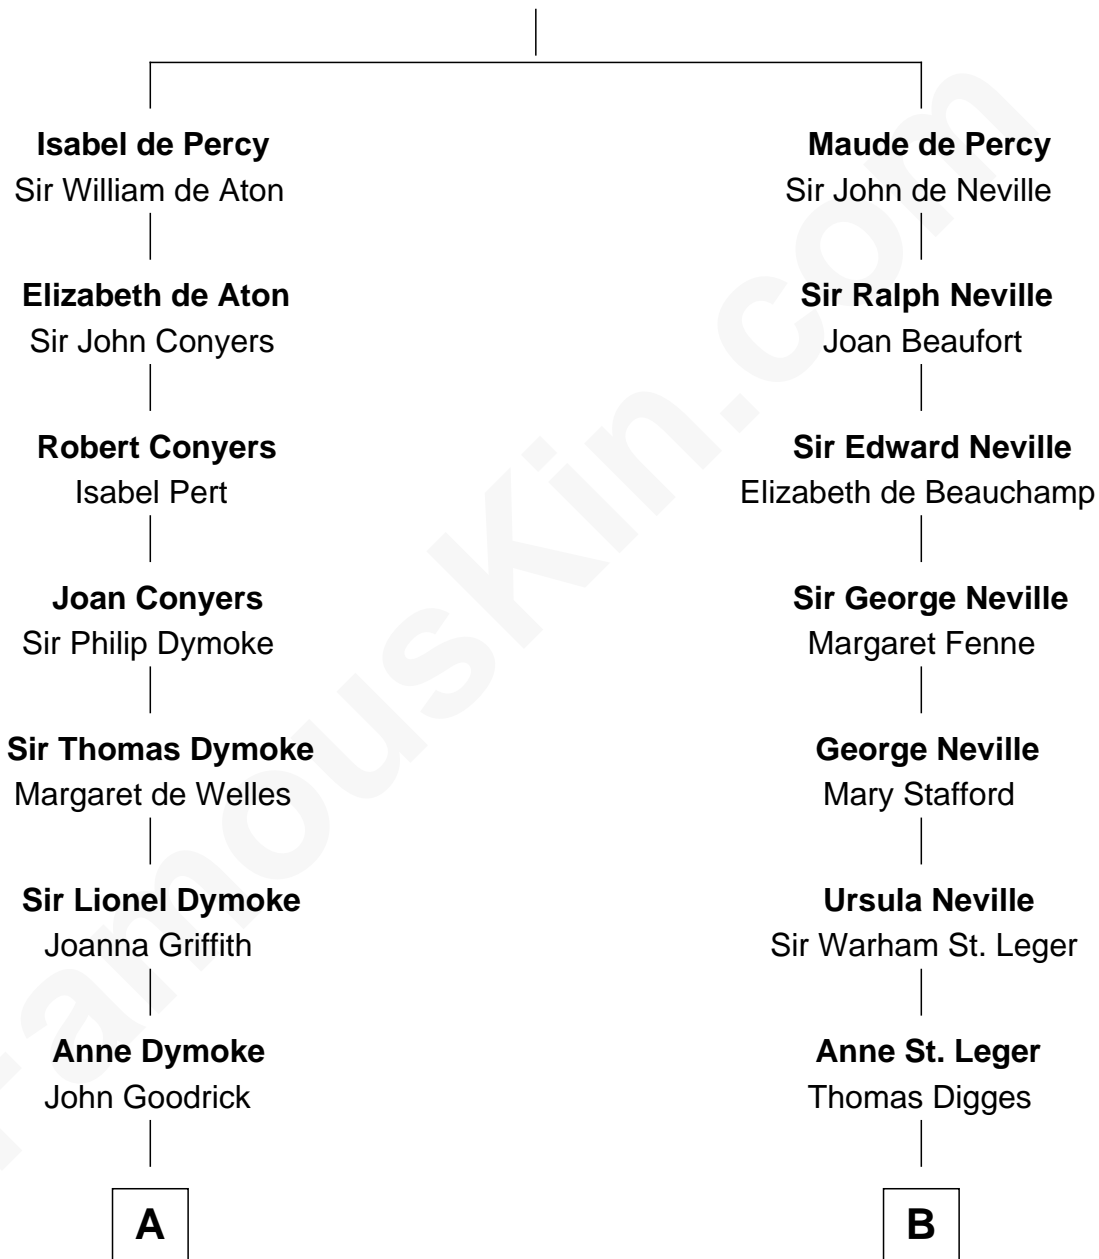 Isabel de Percy
Sir William de Aton
Elizabeth de Aton
Sir John Conyers
Robert Conyers
Isabel Pert
Joan Conyers
Sir Philip Dymoke
Sir Thomas Dymoke
Margaret de Welles
Sir Lionel Dymoke
Joanna Griffith
Anne Dymoke
John Goodrick
A
Maude de Percy
Sir John de Neville
Sir Ralph Neville
Joan Beaufort
Sir Edward Neville
Elizabeth de Beauchamp
Sir George Neville
Margaret Fenne
George Neville
Mary Stafford
Ursula Neville
Sir Warham St. Leger
Anne St. Leger
Thomas Digges
B
FamousKin.com